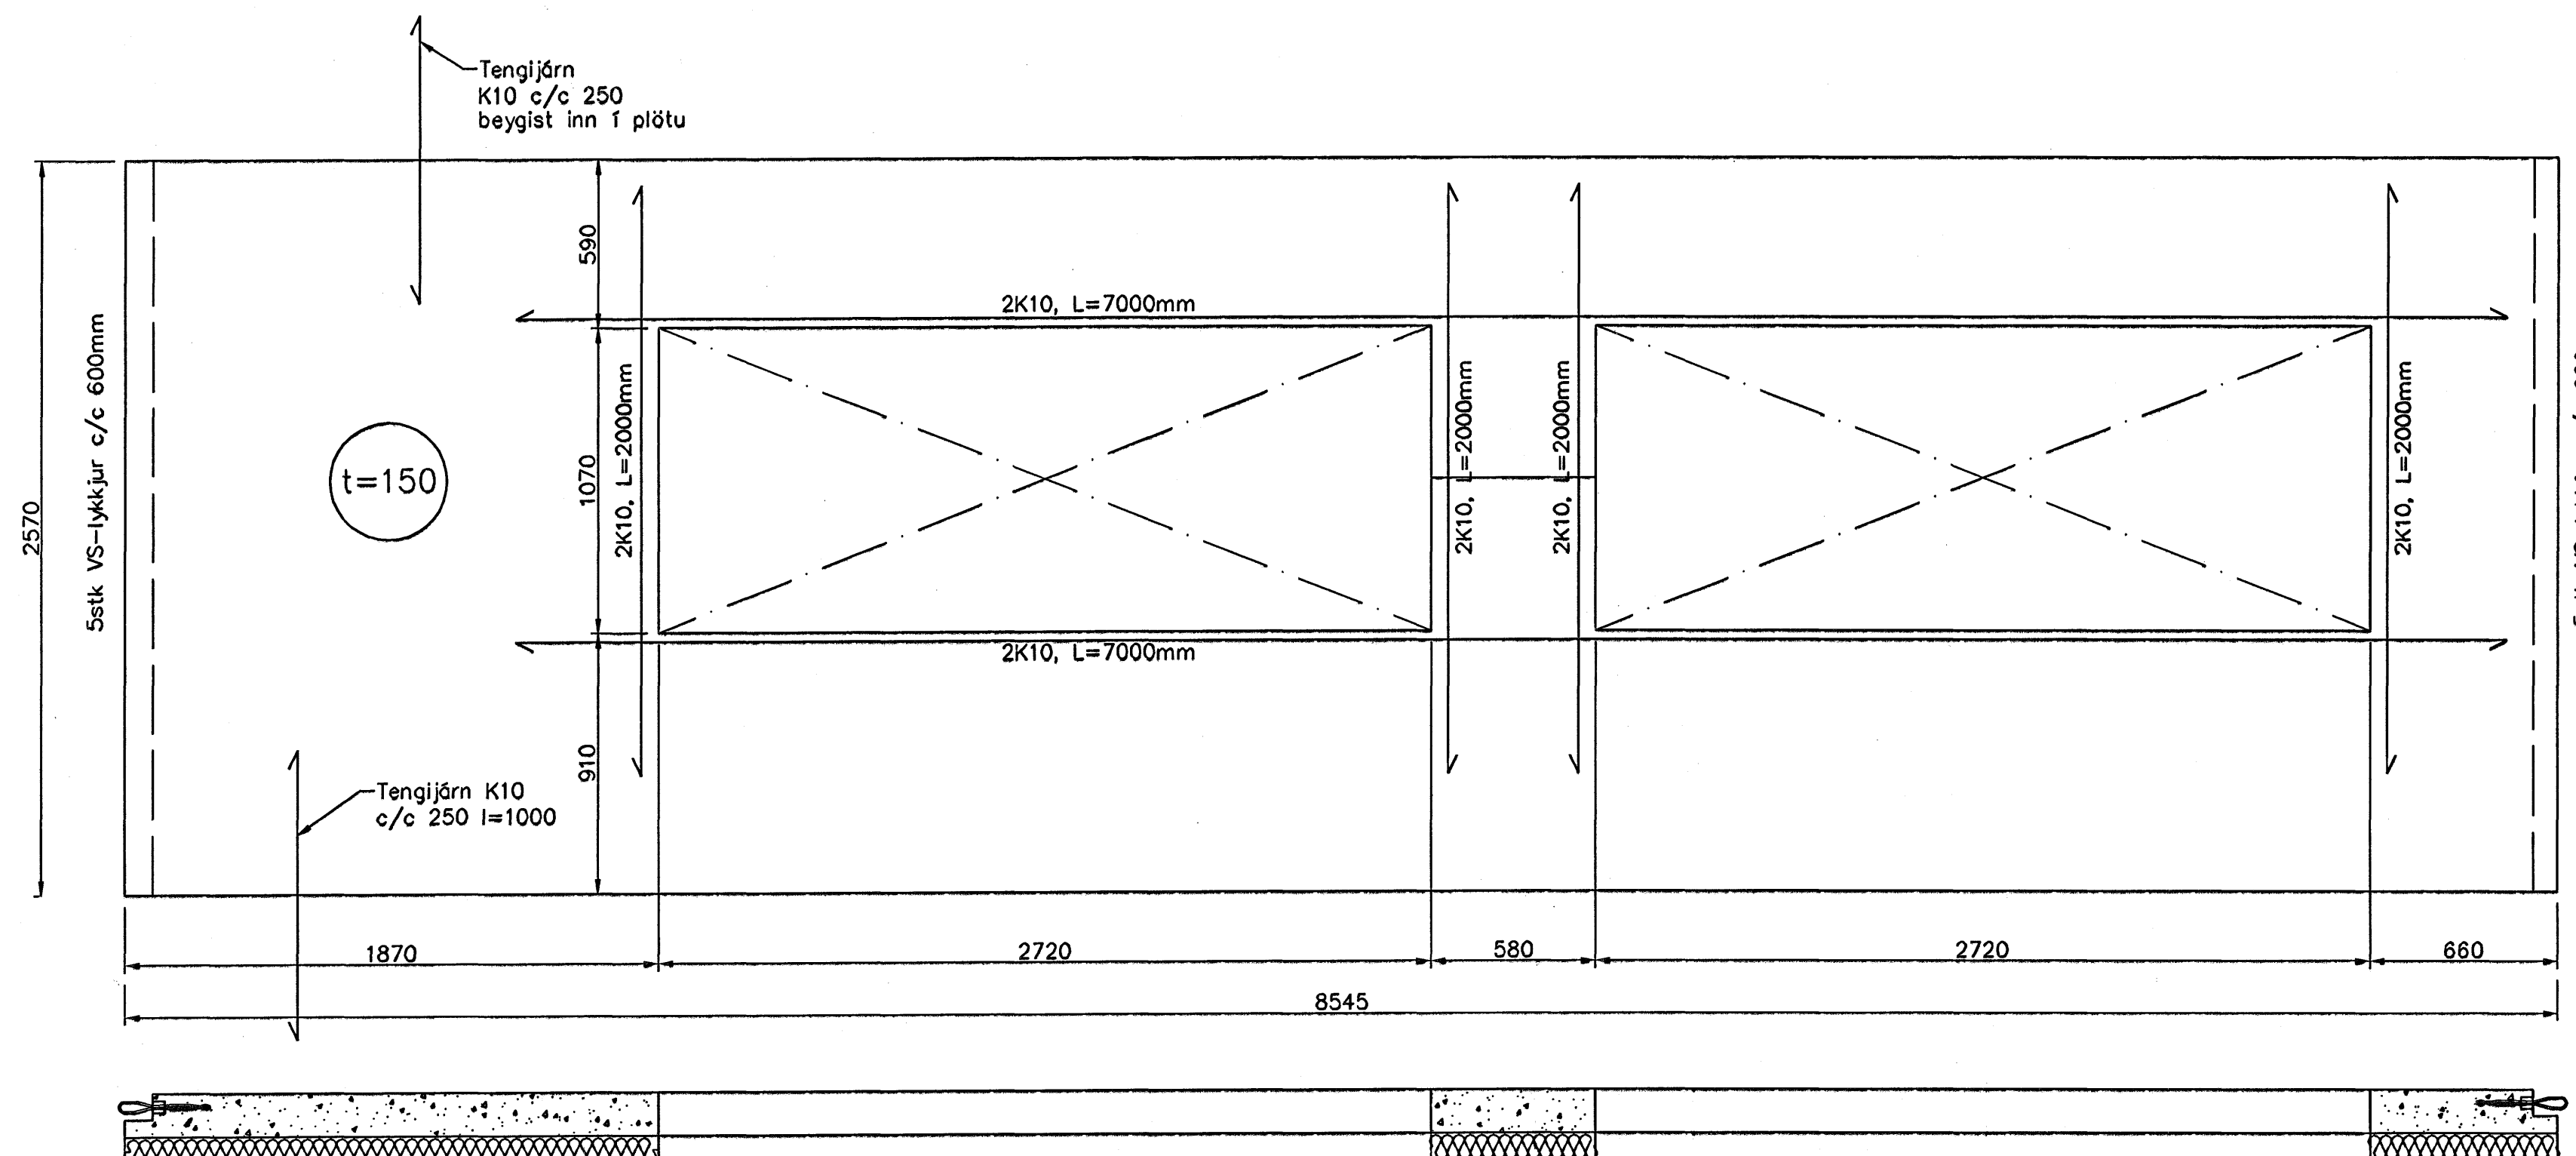 Tengijárn
K10 c/c 250
beygist inn í plötu
2570
5stk VS-lykkjur c/c 600mm
590
2K10, L=7000mm
t=150
1070
2K10, L=2000mm
2K10, L=2000mm
2K10, L=2000mm
2K10, L=2000mm
2K10, L=7000mm
910
Tengijárn K10
c/c 250 l=1000
1870
2720
580
2720
660
8545